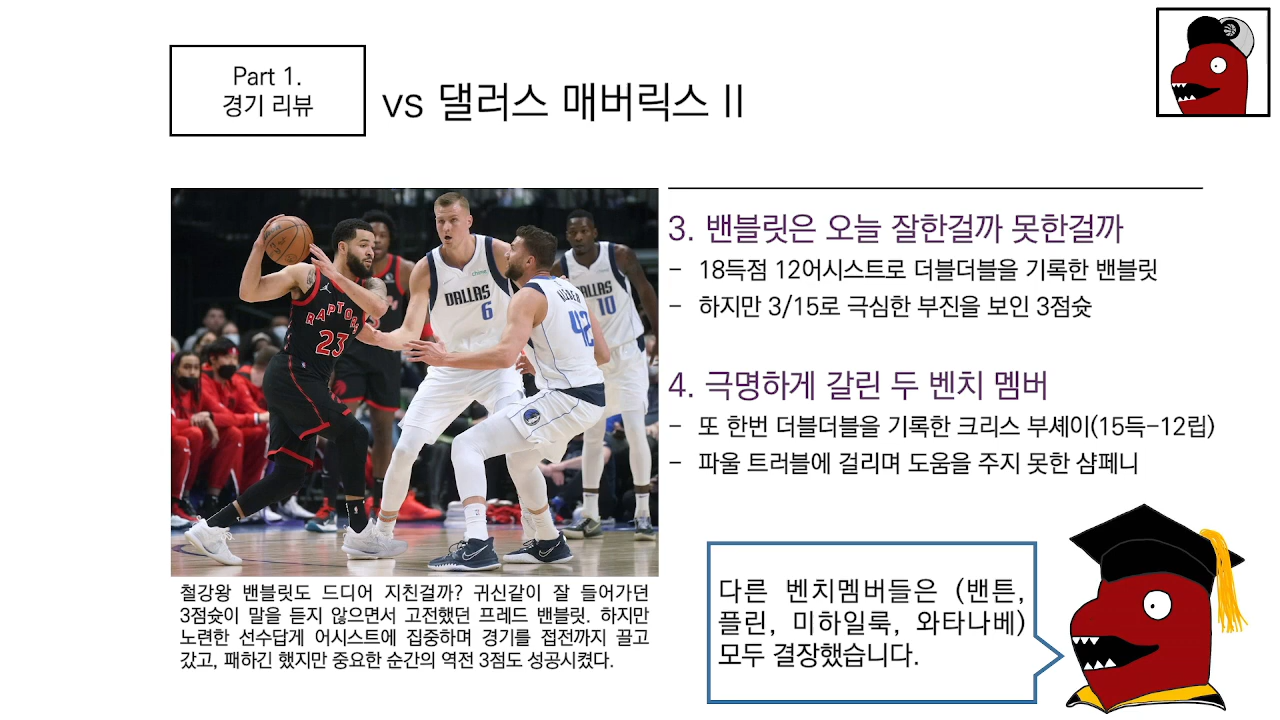 Part 1.
경기 리뷰
vs 댈러스 매버릭스 II
3. 밴블릿은 오늘 잘한걸까 못한걸까
- 18득점 12어시스트로 더블더블을 기록한 밴블릿
- 하지만 3/15로 극심한 부진을 보인 3점슛
4. 극명하게 갈린 두 벤치 멤버
- 또 한번 더블더블을 기록한 크리스 부셰이(15득-12립)
- 파울 트러블에 걸리며 도움을 주지 못한 샴페니
RAPTORS
23
DALLAS
6
DALLAS
10
42
철강왕 밴블릿도 드디어 지친걸까? 귀신같이 잘 들어가던
3점슛이 말을 듣지 않으면서 고전했던 프레드 밴블릿. 하지만
노련한 선수답게 어시스트에 집중하며 경기를 접전까지 끌고
갔고, 패하긴 했지만 중요한 순간의 역전 3점도 성공시켰다.
다른 벤치멤버들은 (밴튼,
플린, 미하일룩, 와타나베)
모두 결장했습니다.